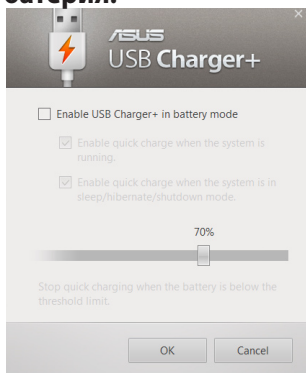 батерия.
×
ASUS
USB Charger+
Enable USB Charger+ in battery mode
Enable quick charge when the system is
running.
Enable quick charge when the system is in
sleep/hibernate/shutdown mode.
70%
Stop quick charging when the battery is below the
threshold limit.
OK
Cancel